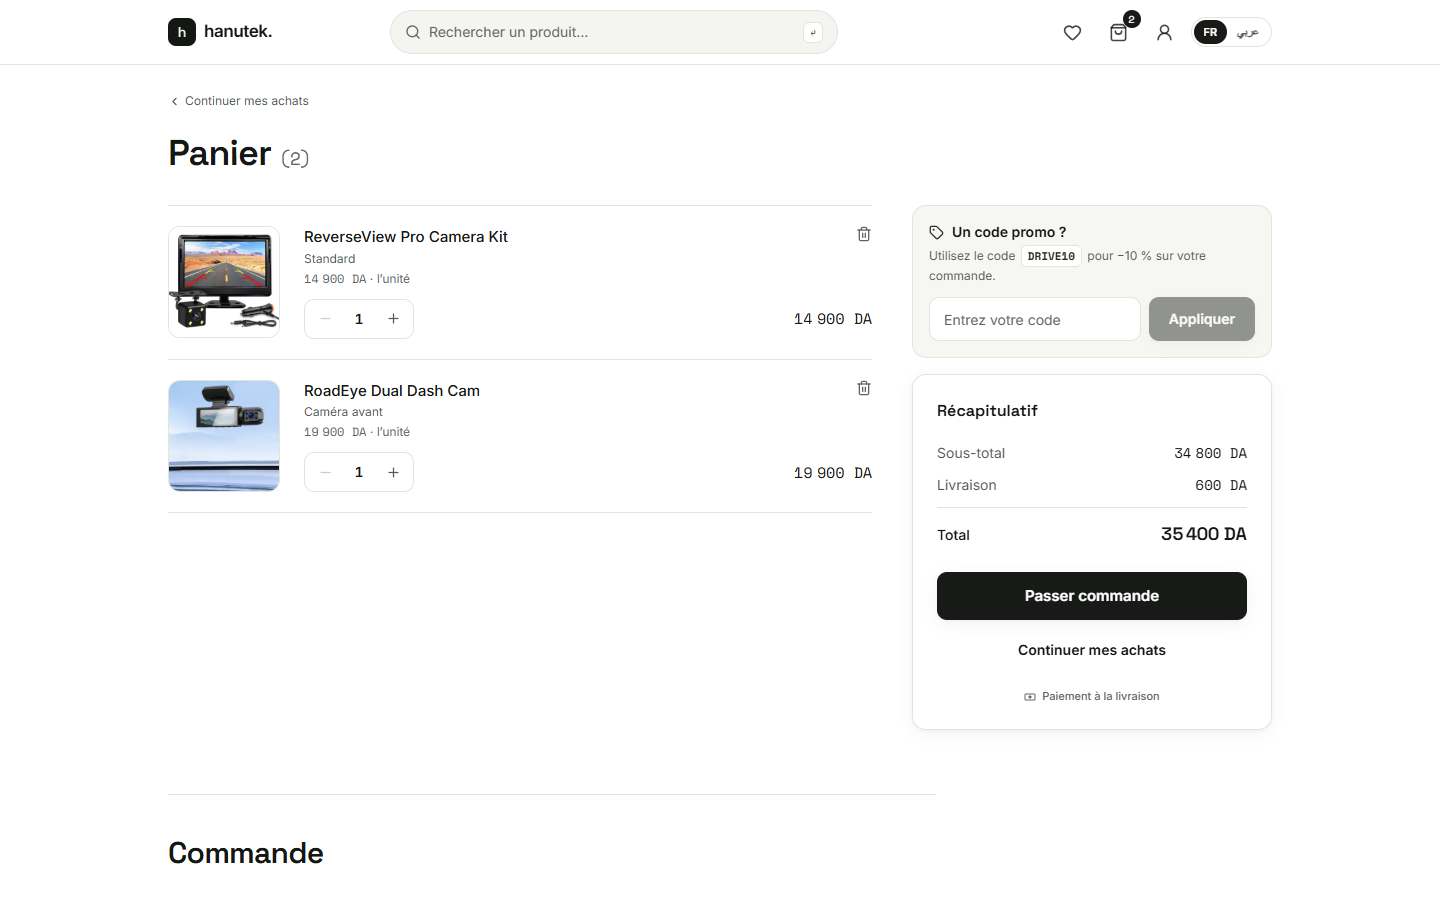 h hanutek.
Rechercher un produit...
2
FR عربي
Continuer mes achats
Panier (2)
ReverseView Pro Camera Kit
Standard
14 900 DA · l'unité
1
14 900 DA
RoadEye Dual Dash Cam
Caméra avant
19 900 DA · l'unité
1
19 900 DA
Un code promo ?
Utilisez le code DRIVE10 pour −10 % sur votre
commande.
Entrez votre code
Appliquer
Récapitulatif
Sous-total 34 800 DA
Livraison 600 DA
Total 35 400 DA
Passer commande
Continuer mes achats
Paiement à la livraison
Commande